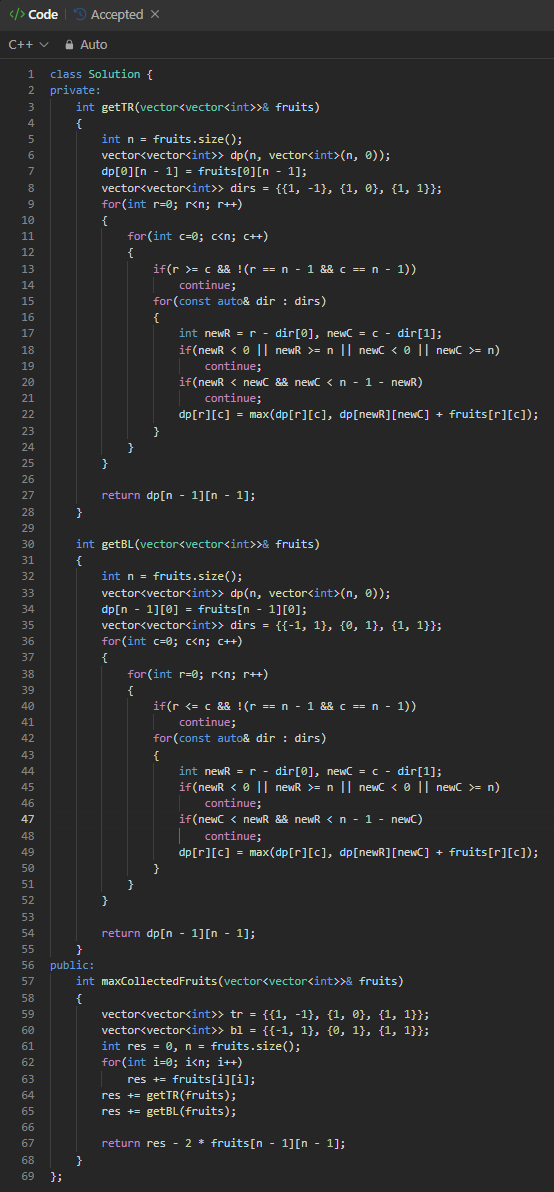 </> Code | Accepted ×
C++ Auto
1 class Solution {
2 private:
3     int getTR(vector<vector<int>>& fruits)
4     {
5         int n = fruits.size();
6         vector<vector<int>> dp(n, vector<int>(n, 0));
7         dp[0][n - 1] = fruits[0][n - 1];
8         vector<vector<int>> dirs = {{1, -1}, {1, 0}, {1, 1}};
9         for(int r=0; r<n; r++)
10         {
11             for(int c=0; c<n; c++)
12             {
13                 if(r >= c && !(r == n - 1 && c == n - 1))
14                     continue;
15                 for(const auto& dir : dirs)
16                 {
17                     int newR = r - dir[0], newC = c - dir[1];
18                     if(newR < 0 || newR >= n || newC < 0 || newC >= n)
19                         continue;
20                     if(newR < newC && newC < n - 1 - newR)
21                         continue;
22                     dp[r][c] = max(dp[r][c], dp[newR][newC] + fruits[r][c]);
23                 }
24             }
25         }
26
27         return dp[n - 1][n - 1];
28     }
29
30     int getBL(vector<vector<int>>& fruits)
31     {
32         int n = fruits.size();
33         vector<vector<int>> dp(n, vector<int>(n, 0));
34         dp[n - 1][0] = fruits[n - 1][0];
35         vector<vector<int>> dirs = {{-1, 1}, {0, 1}, {1, 1}};
36         for(int c=0; c<n; c++)
37         {
38             for(int r=0; r<n; r++)
39             {
40                 if(r <= c && !(r == n - 1 && c == n - 1))
41                     continue;
42                 for(const auto& dir : dirs)
43                 {
44                     int newR = r - dir[0], newC = c - dir[1];
45                     if(newR < 0 || newR >= n || newC < 0 || newC >= n)
46                         continue;
47                     if(newC < newR && newR < n - 1 - newC)
48                         continue;
49                     dp[r][c] = max(dp[r][c], dp[newR][newC] + fruits[r][c]);
50                 }
51             }
52         }
53
54         return dp[n - 1][n - 1];
55     }
56 public:
57     int maxCollectedFruits(vector<vector<int>>& fruits)
58     {
59         vector<vector<int>> tr = {{1, -1}, {1, 0}, {1, 1}};
60         vector<vector<int>> bl = {{-1, 1}, {0, 1}, {1, 1}};
61         int res = 0, n = fruits.size();
62         for(int i=0; i<n; i++)
63             res += fruits[i][i];
64         res += getTR(fruits);
65         res += getBL(fruits);
66
67         return res - 2 * fruits[n - 1][n - 1];
68     }
69 };